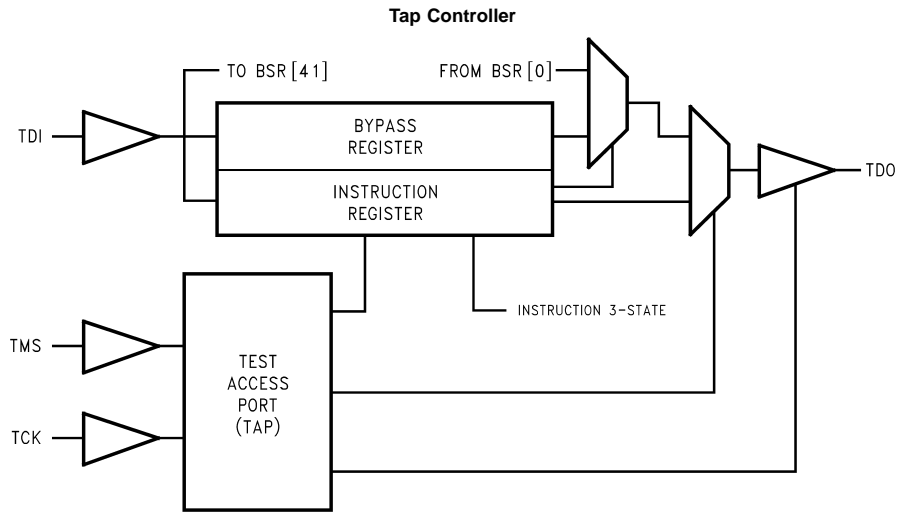 Tap Controller
TO BSR [41]
FROM BSR [0]
TDI
BYPASS
REGISTER
INSTRUCTION
REGISTER
TDO
INSTRUCTION 3-STATE
TMS
TEST
ACCESS
PORT
(TAP)
TCK